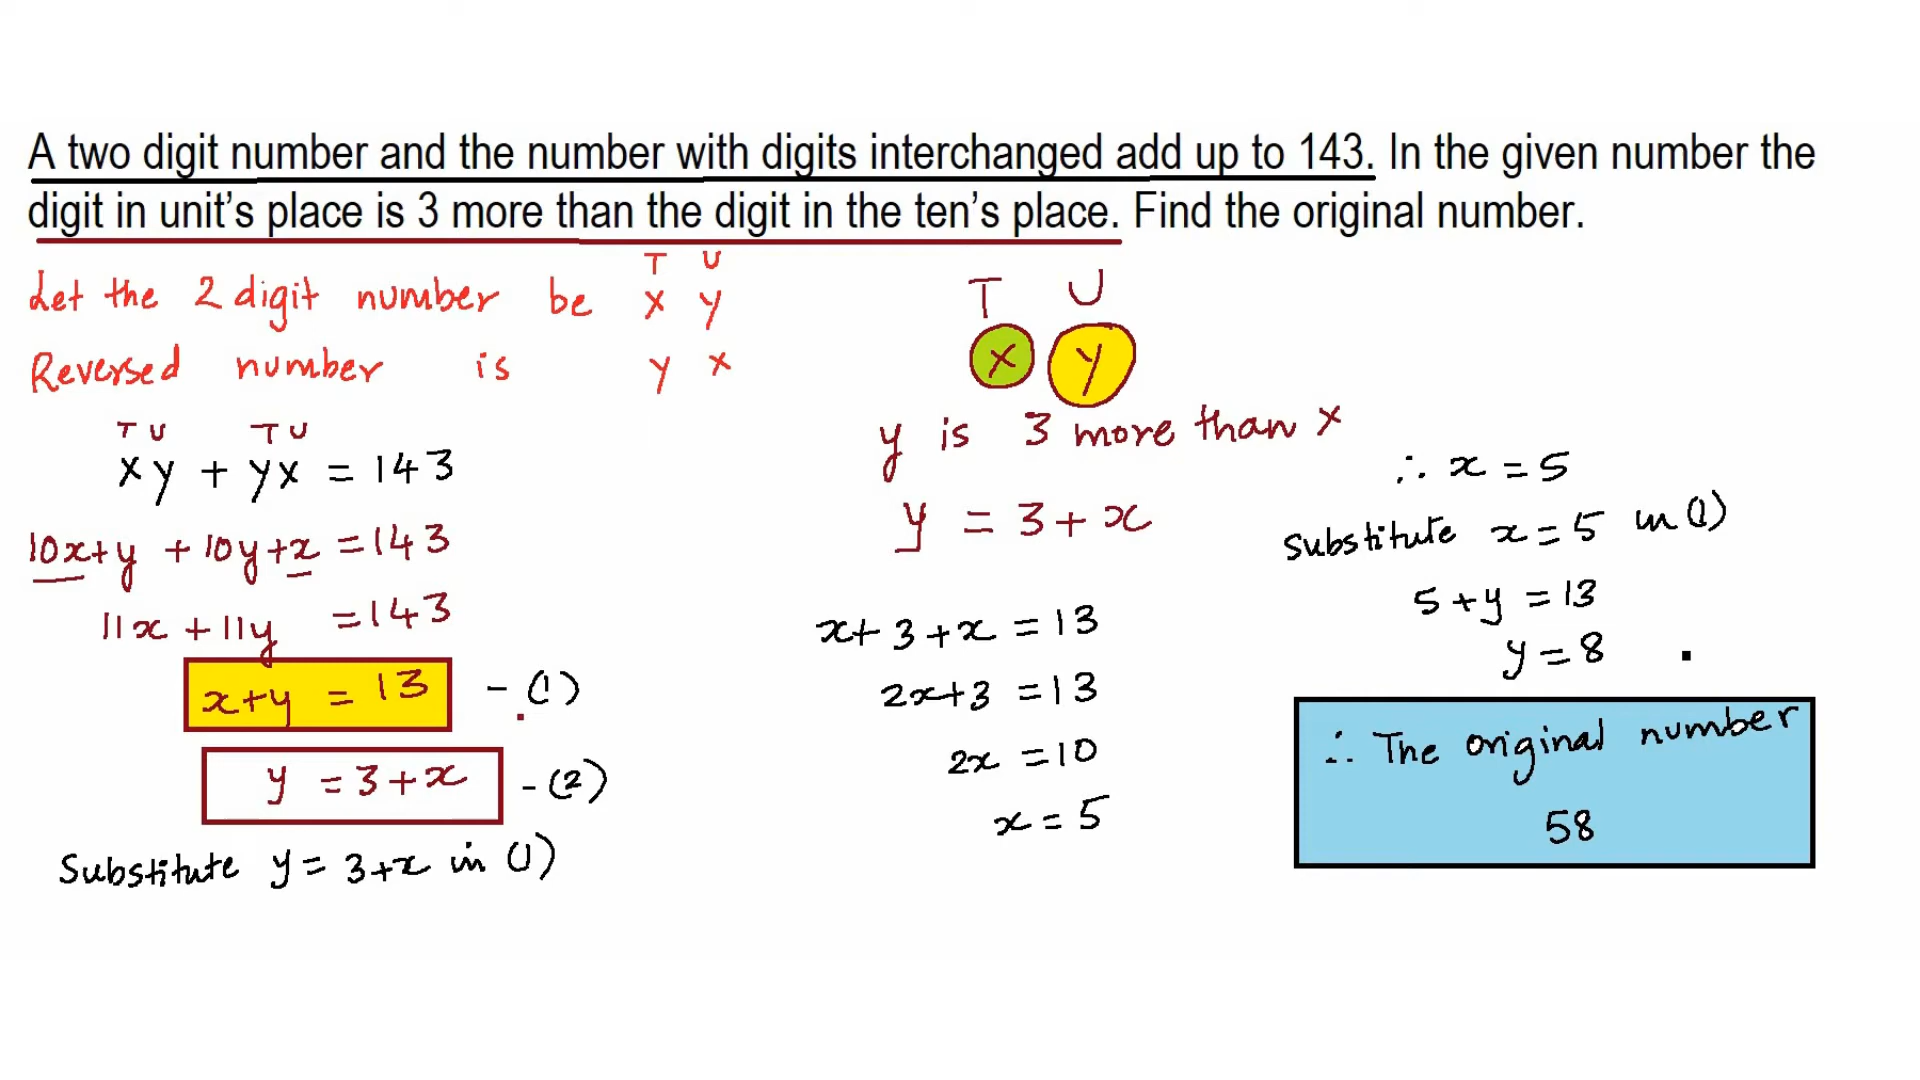 A two digit number and the number with digits interchanged add up to 143. In the given number the
digit in unit's place is 3 more than the digit in the ten's place. Find the original number.
T U
Let the 2 digit number be x y
Reversed number is y x
T U T U
xy + yx = 143
10x+y + 10y+x = 143
11x + 11y = 143
x+y = 13 - (1)
y = 3+x - (2)
Substitute y = 3+x in (1)
T U
x y
y is 3 more than x
y = 3+x
x+3+x = 13
2x+3 = 13
2x = 10
x = 5
∴ x = 5
Substitute x = 5 in (1)
5+y = 13
y = 8
∴ The original number
58